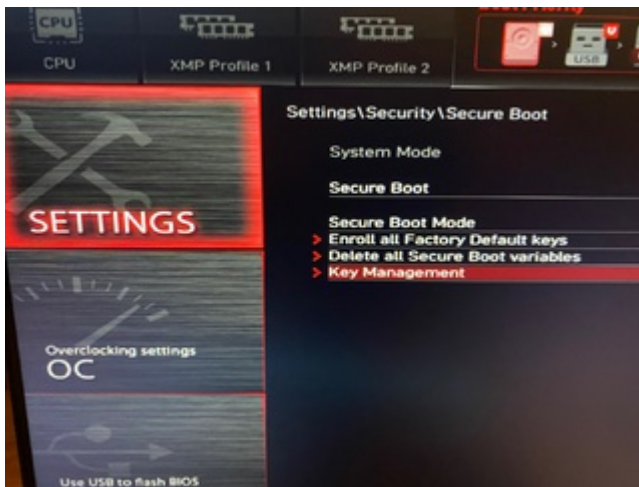 CPU
CPU
XMP Profile 1
XMP Profile 2
USB
Settings\Security\Secure Boot
System Mode
Secure Boot
SETTINGS
Secure Boot Mode
> Enroll all Factory Default keys
> Delete all Secure Boot variables
> Key Management
Overclocking settings
OC
Use USB to flash BIOS